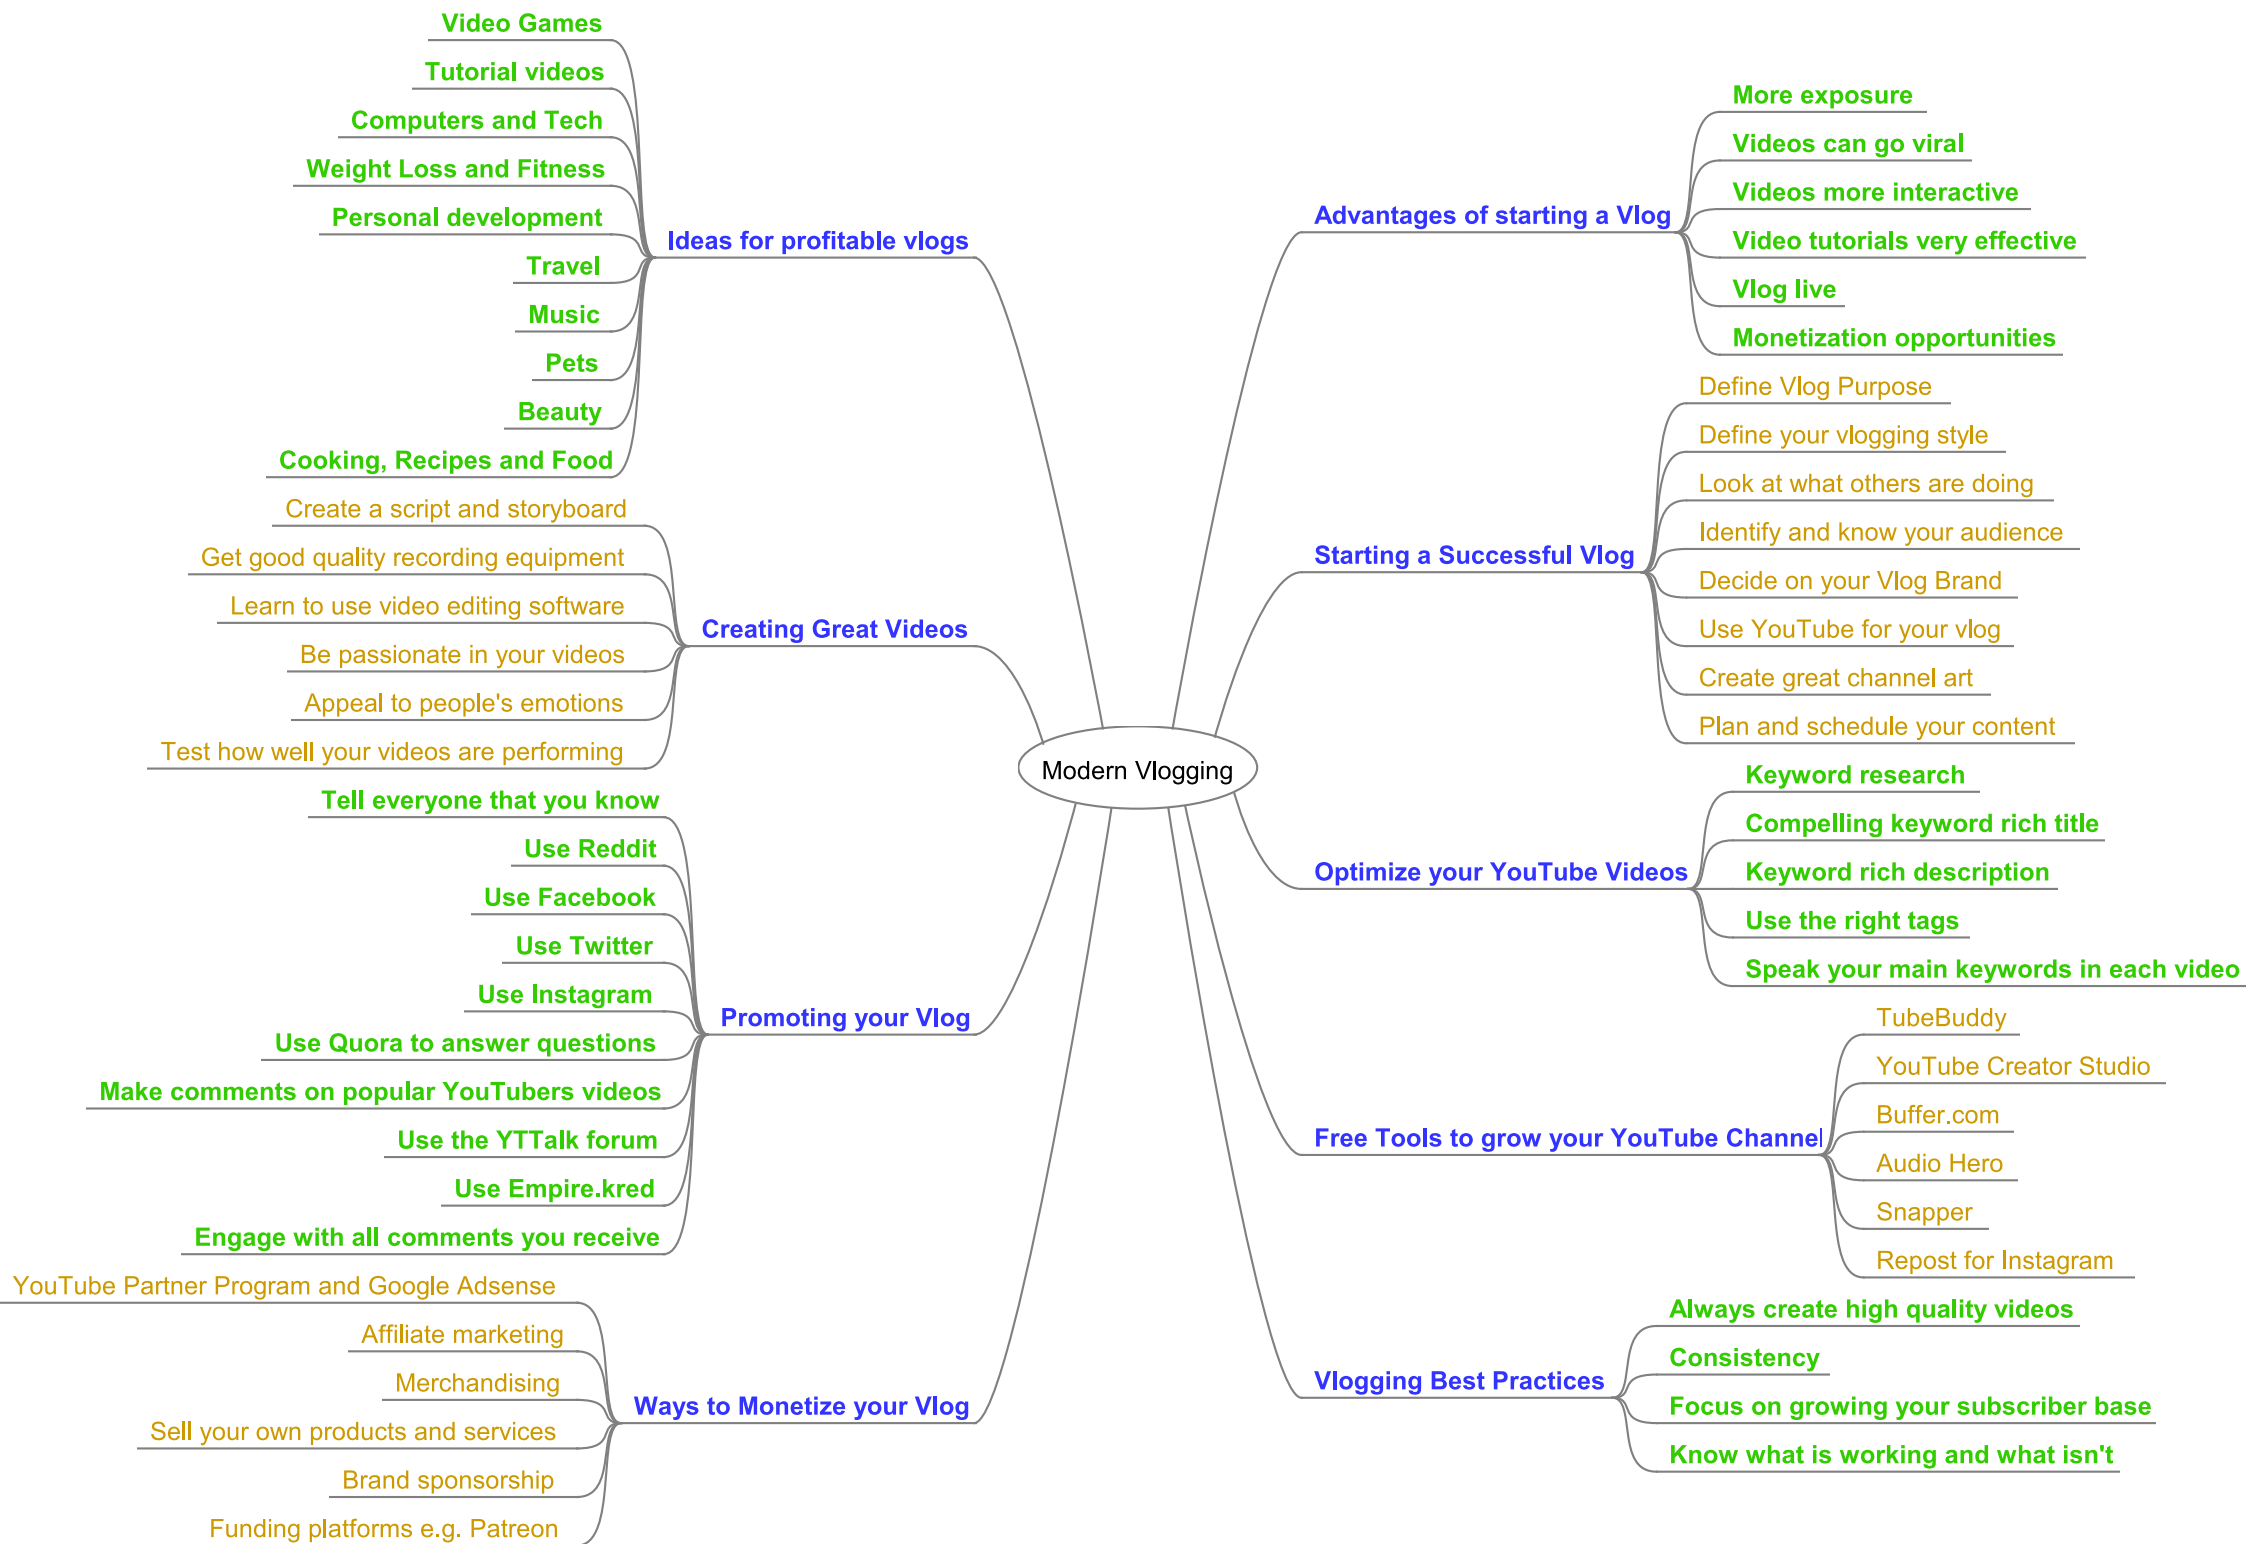 Modern Vlogging
Advantages of starting a Vlog
More exposure
Videos can go viral
Videos more interactive
Video tutorials very effective
Vlog live
Monetization opportunities
Starting a Successful Vlog
Define Vlog Purpose
Define your vlogging style
Look at what others are doing
Identify and know your audience
Decide on your Vlog Brand
Use YouTube for your vlog
Create great channel art
Plan and schedule your content
Optimize your YouTube Videos
Keyword research
Compelling keyword rich title
Keyword rich description
Use the right tags
Speak your main keywords in each video
Free Tools to grow your YouTube Channel
TubeBuddy
YouTube Creator Studio
Buffer.com
Audio Hero
Snapper
Repost for Instagram
Vlogging Best Practices
Always create high quality videos
Consistency
Focus on growing your subscriber base
Know what is working and what isn't
Ideas for profitable vlogs
Video Games
Tutorial videos
Computers and Tech
Weight Loss and Fitness
Personal development
Travel
Music
Pets
Beauty
Cooking, Recipes and Food
Creating Great Videos
Create a script and storyboard
Get good quality recording equipment
Learn to use video editing software
Be passionate in your videos
Appeal to people's emotions
Test how well your videos are performing
Promoting your Vlog
Tell everyone that you know
Use Reddit
Use Facebook
Use Twitter
Use Instagram
Use Quora to answer questions
Make comments on popular YouTubers videos
Use the YTTalk forum
Use Empire.kred
Engage with all comments you receive
Ways to Monetize your Vlog
YouTube Partner Program and Google Adsense
Affiliate marketing
Merchandising
Sell your own products and services
Brand sponsorship
Funding platforms e.g. Patreon